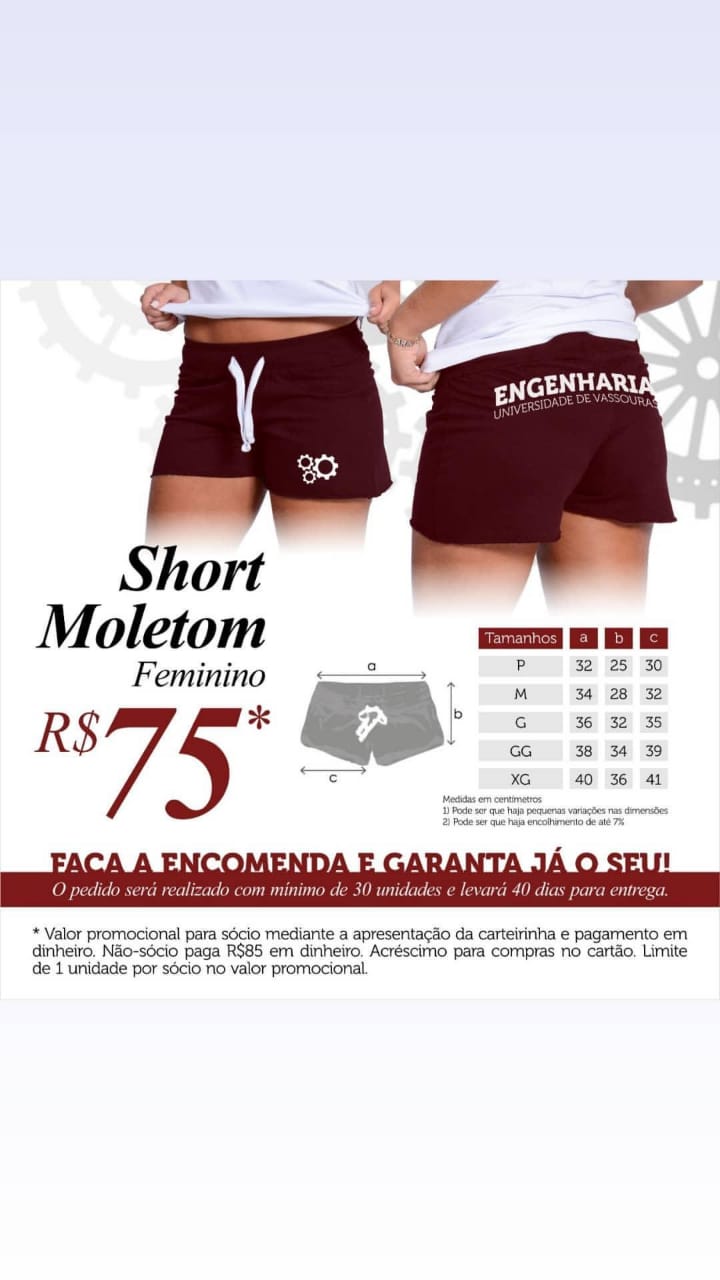 ENGENHARIA
UNIVERSIDADE DE VASSOURAS
Short
Moletom
Feminino
R$75*
a
b
c
Tamanhos a b c
P 32 25 30
M 34 28 32
G 36 32 35
GG 38 34 39
XG 40 36 41
Medidas em centímetros
1) Pode ser que haja pequenas variações nas dimensões
2) Pode ser que haja encolhimento de até 7%
FAÇA A ENCOMENDA E GARANTA JÁ O SEU!
O pedido será realizado com mínimo de 30 unidades e levará 40 dias para entrega.
* Valor promocional para sócio mediante a apresentação da carteirinha e pagamento em
dinheiro. Não-sócio paga R$85 em dinheiro. Acréscimo para compras no cartão. Limite
de 1 unidade por sócio no valor promocional.